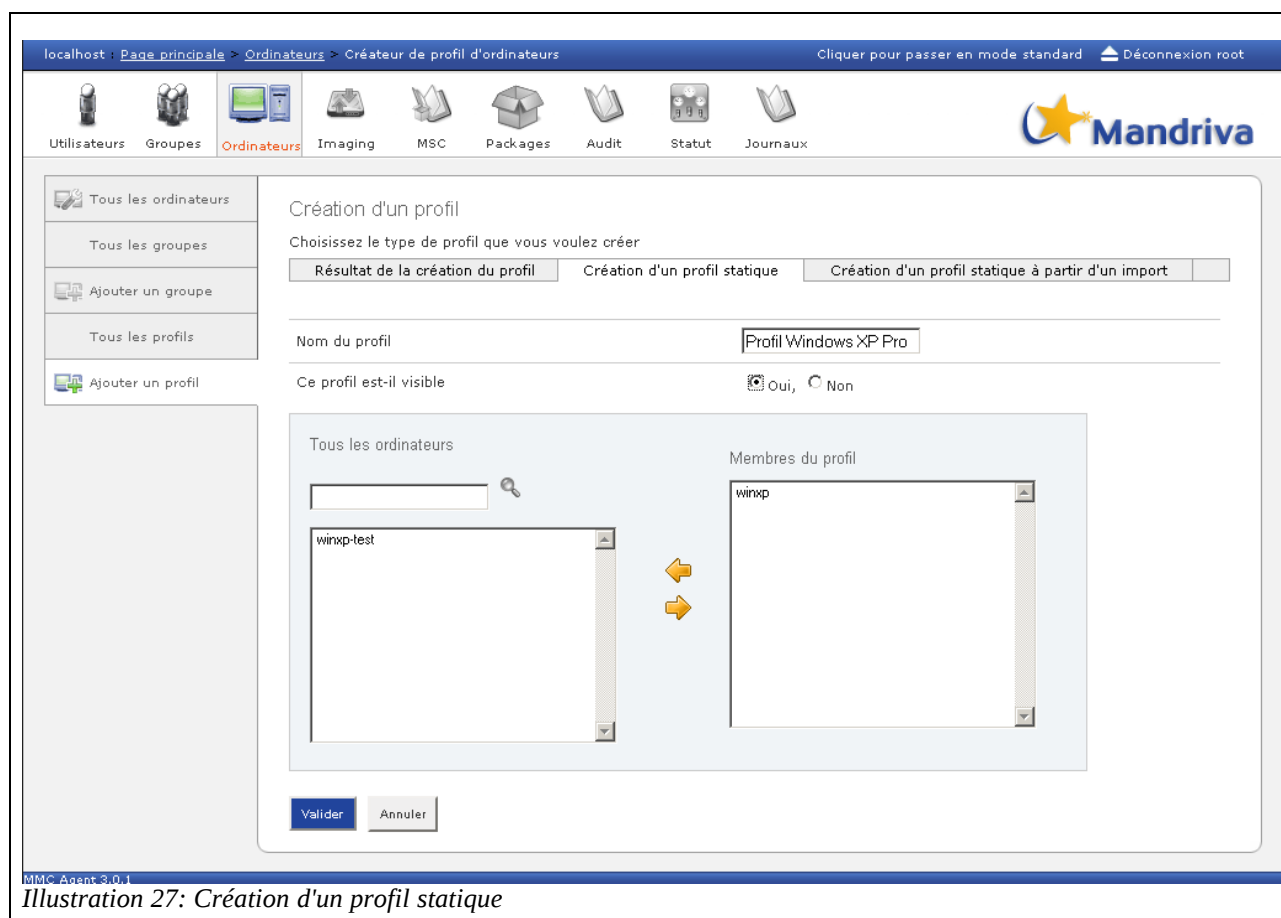 localhost : Page principale > Ordinateurs > Créateur de profil d'ordinateurs Cliquer pour passer en mode standard Déconnexion root
Utilisateurs Groupes Ordinateurs Imaging MSC Packages Audit Statut Journaux
Mandriva
Tous les ordinateurs
Tous les groupes
Ajouter un groupe
Tous les profils
Ajouter un profil
Création d'un profil
Choisissez le type de profil que vous voulez créer
Résultat de la création du profil Création d'un profil statique Création d'un profil statique à partir d'un import
Nom du profil Profil Windows XP Pro
Ce profil est-il visible Oui, Non
Tous les ordinateurs
Membres du profil
winxp-test
winxp
Valider Annuler
MMC Agent 3.0.1
Illustration 27: Création d'un profil statique